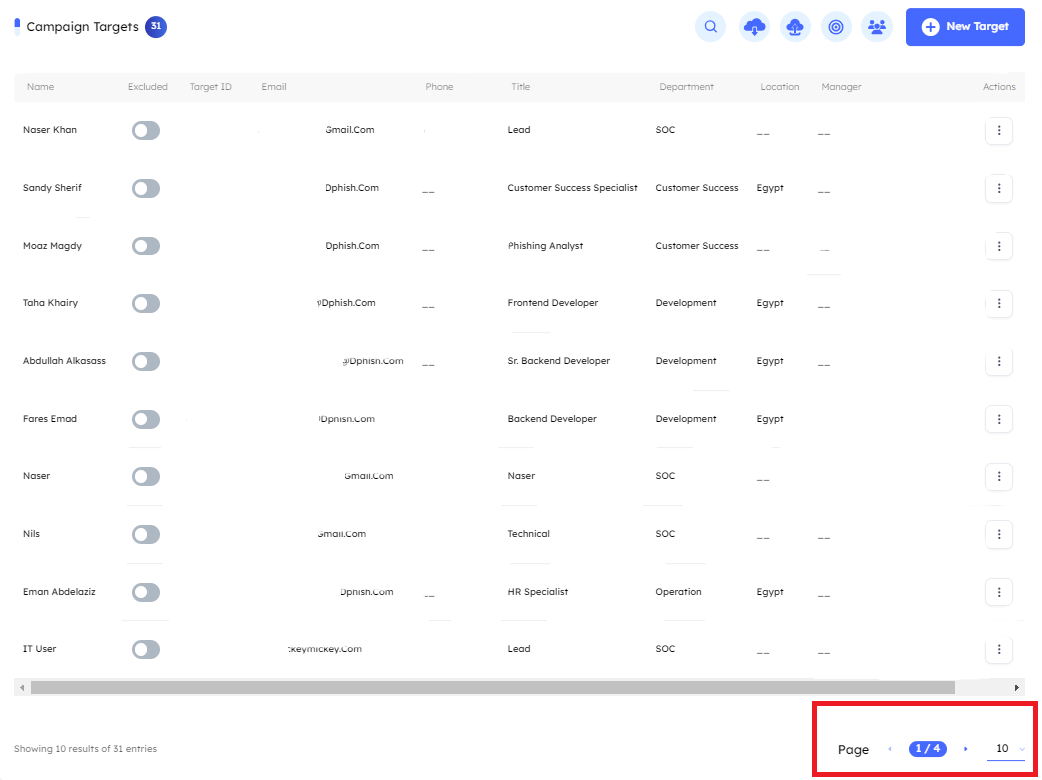 Campaign Targets 31
New Target
Name Excluded Target ID Email Phone Title Department Location Manager Actions
Naser Khan Gmail.Com Lead SOC __ __
Sandy Sherif Dphish.Com __ Customer Success Specialist Customer Success Egypt __
Moaz Magdy Dphish.Com __ Phishing Analyst Customer Success __ __
Taha Khairy @Dphish.Com __ Frontend Developer Development Egypt __
Abdullah Alkasass @Dphish.Com __ Sr. Backend Developer Development Egypt __
Fares Emad Dphish.Com Backend Developer Development Egypt
Naser Gmail.Com Naser SOC __
Nils Gmail.Com Technical SOC __ __
Eman Abdelaziz Dphish.Com __ HR Specialist Operation Egypt __
IT User keymickey.Com Lead SOC __ __
Showing 10 results of 31 entries
Page 1 / 4 10